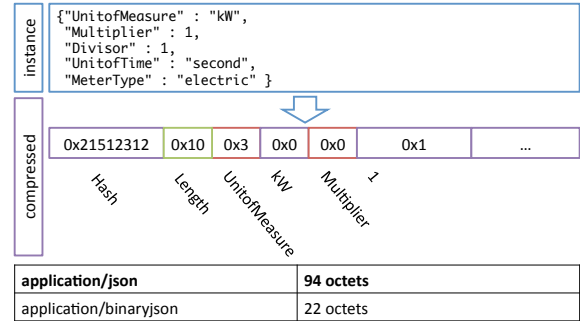 instance
{"UnitofMeasure" : "kW",
"Multiplier" : 1,
"Divisor" : 1,
"UnitofTime" : "second",
"MeterType" : "electric" }
compressed
0x21512312 0x10 0x3 0x0 0x0 0x1 ...
Hash Length UnitofMeasure kW Multiplier 1
application/json 94 octets
application/binaryjson 22 octets